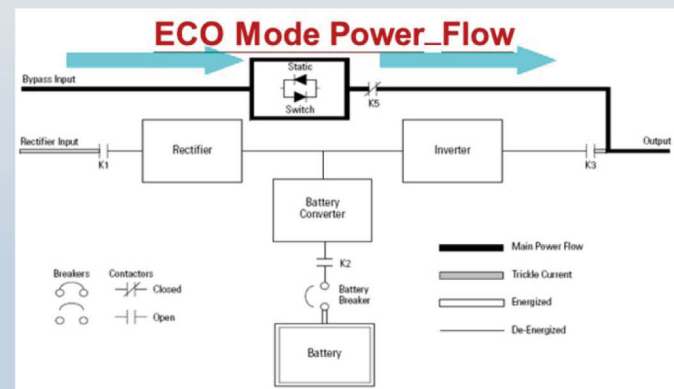 ECO Mode Power_Flow
Static
Switch
Bypass Input
K5
Rectifier Input
K1
Rectifier
Inverter
K3
Output
Battery
Converter
K2
Battery
Breaker
Battery
Breakers
Contactors
Closed
Open
Main Power Flow
Trickle Current
Energized
De-Energized